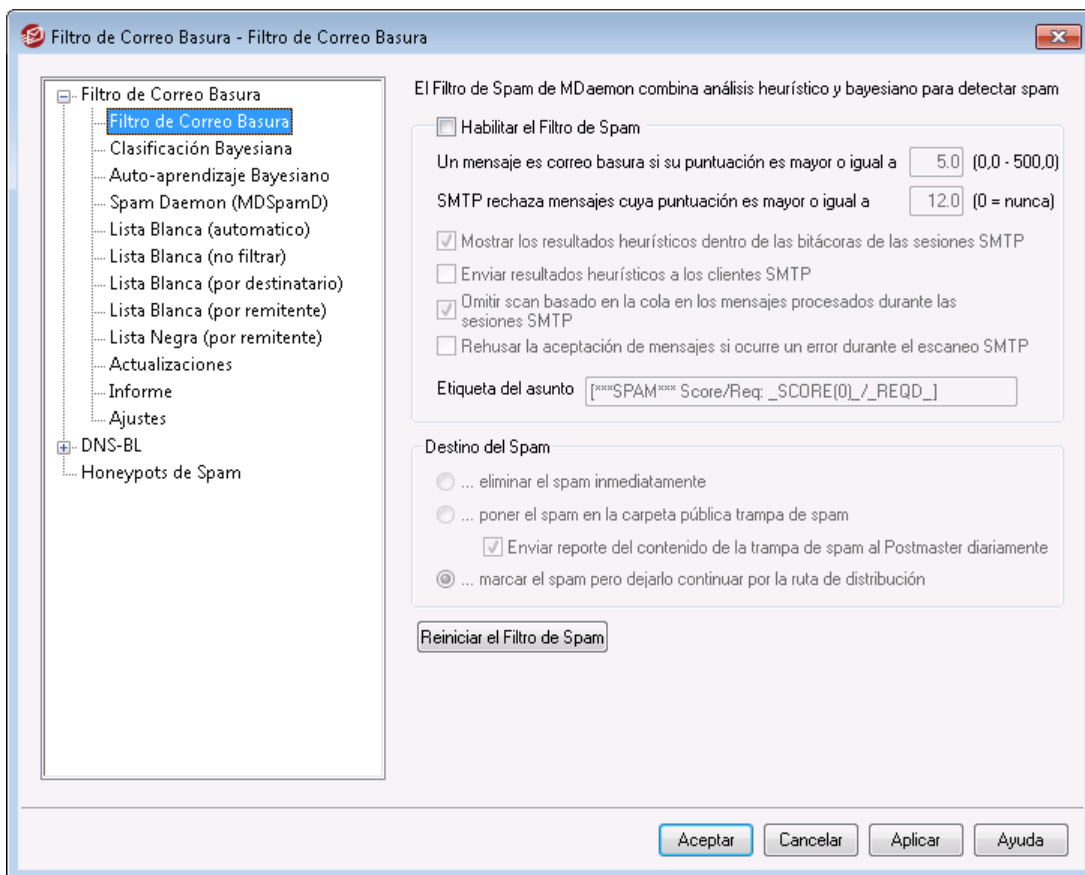 Filtro de Correo Basura - Filtro de Correo Basura
Filtro de Correo Basura
Filtro de Correo Basura
Clasificación Bayesiana
Auto-aprendizaje Bayesiano
Spam Daemon (MDSpamD)
Lista Blanca (automatico)
Lista Blanca (no filtrar)
Lista Blanca (por destinatario)
Lista Blanca (por remitente)
Lista Negra (por remitente)
Actualizaciones
Informe
Ajustes
DNS-BL
Honeypots de Spam
El Filtro de Spam de MDaemon combina análisis heurístico y bayesiano para detectar spam
Habilitar el Filtro de Spam
Un mensaje es correo basura si su puntuación es mayor o igual a 5.0 (0,0 - 500,0)
SMTP rechaza mensajes cuya puntuación es mayor o igual a 12.0 (0 = nunca)
Mostrar los resultados heurísticos dentro de las bitácoras de las sesiones SMTP
Enviar resultados heurísticos a los clientes SMTP
Omitir scan basado en la cola en los mensajes procesados durante las
sesiones SMTP
Rehusar la aceptación de mensajes si ocurre un error durante el escaneo SMTP
Etiqueta del asunto [***SPAM*** Score/Req: _SCORE(0)_/_REQD_]
Destino del Spam
... eliminar el spam inmediatamente
... poner el spam en la carpeta pública trampa de spam
Enviar reporte del contenido de la trampa de spam al Postmaster diariamente
... marcar el spam pero dejarlo continuar por la ruta de distribución
Reiniciar el Filtro de Spam
Aceptar Cancelar Aplicar Ayuda